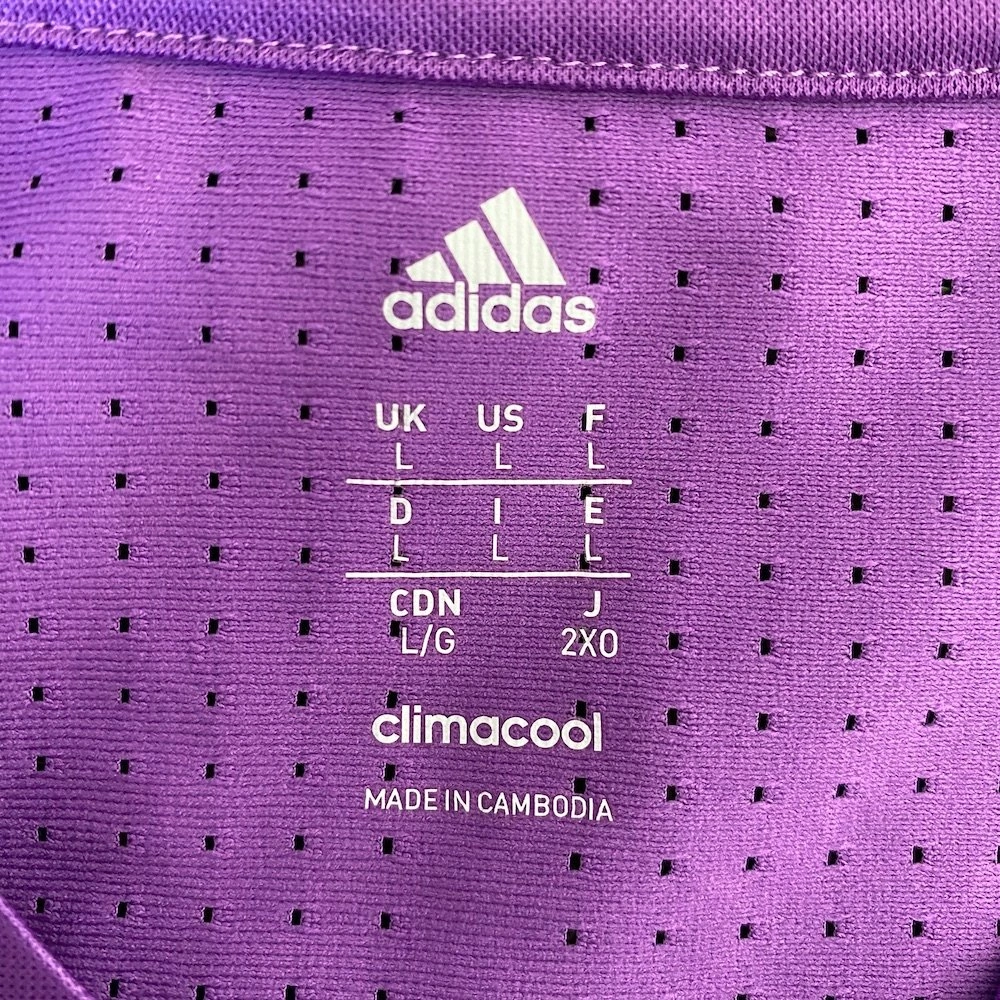 adidas
UK US F
L L L
D I E
L L L
CDN J
L/G 2XO
climacool
MADE IN CAMBODIA